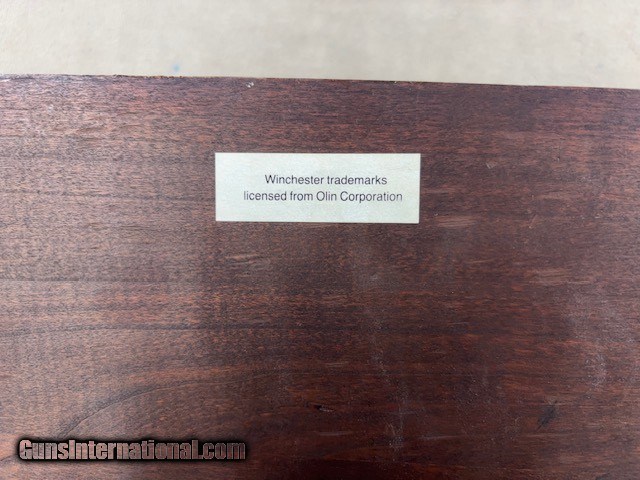 Winchester trademarks
licensed from Olin Corporation
GunsInternational.com